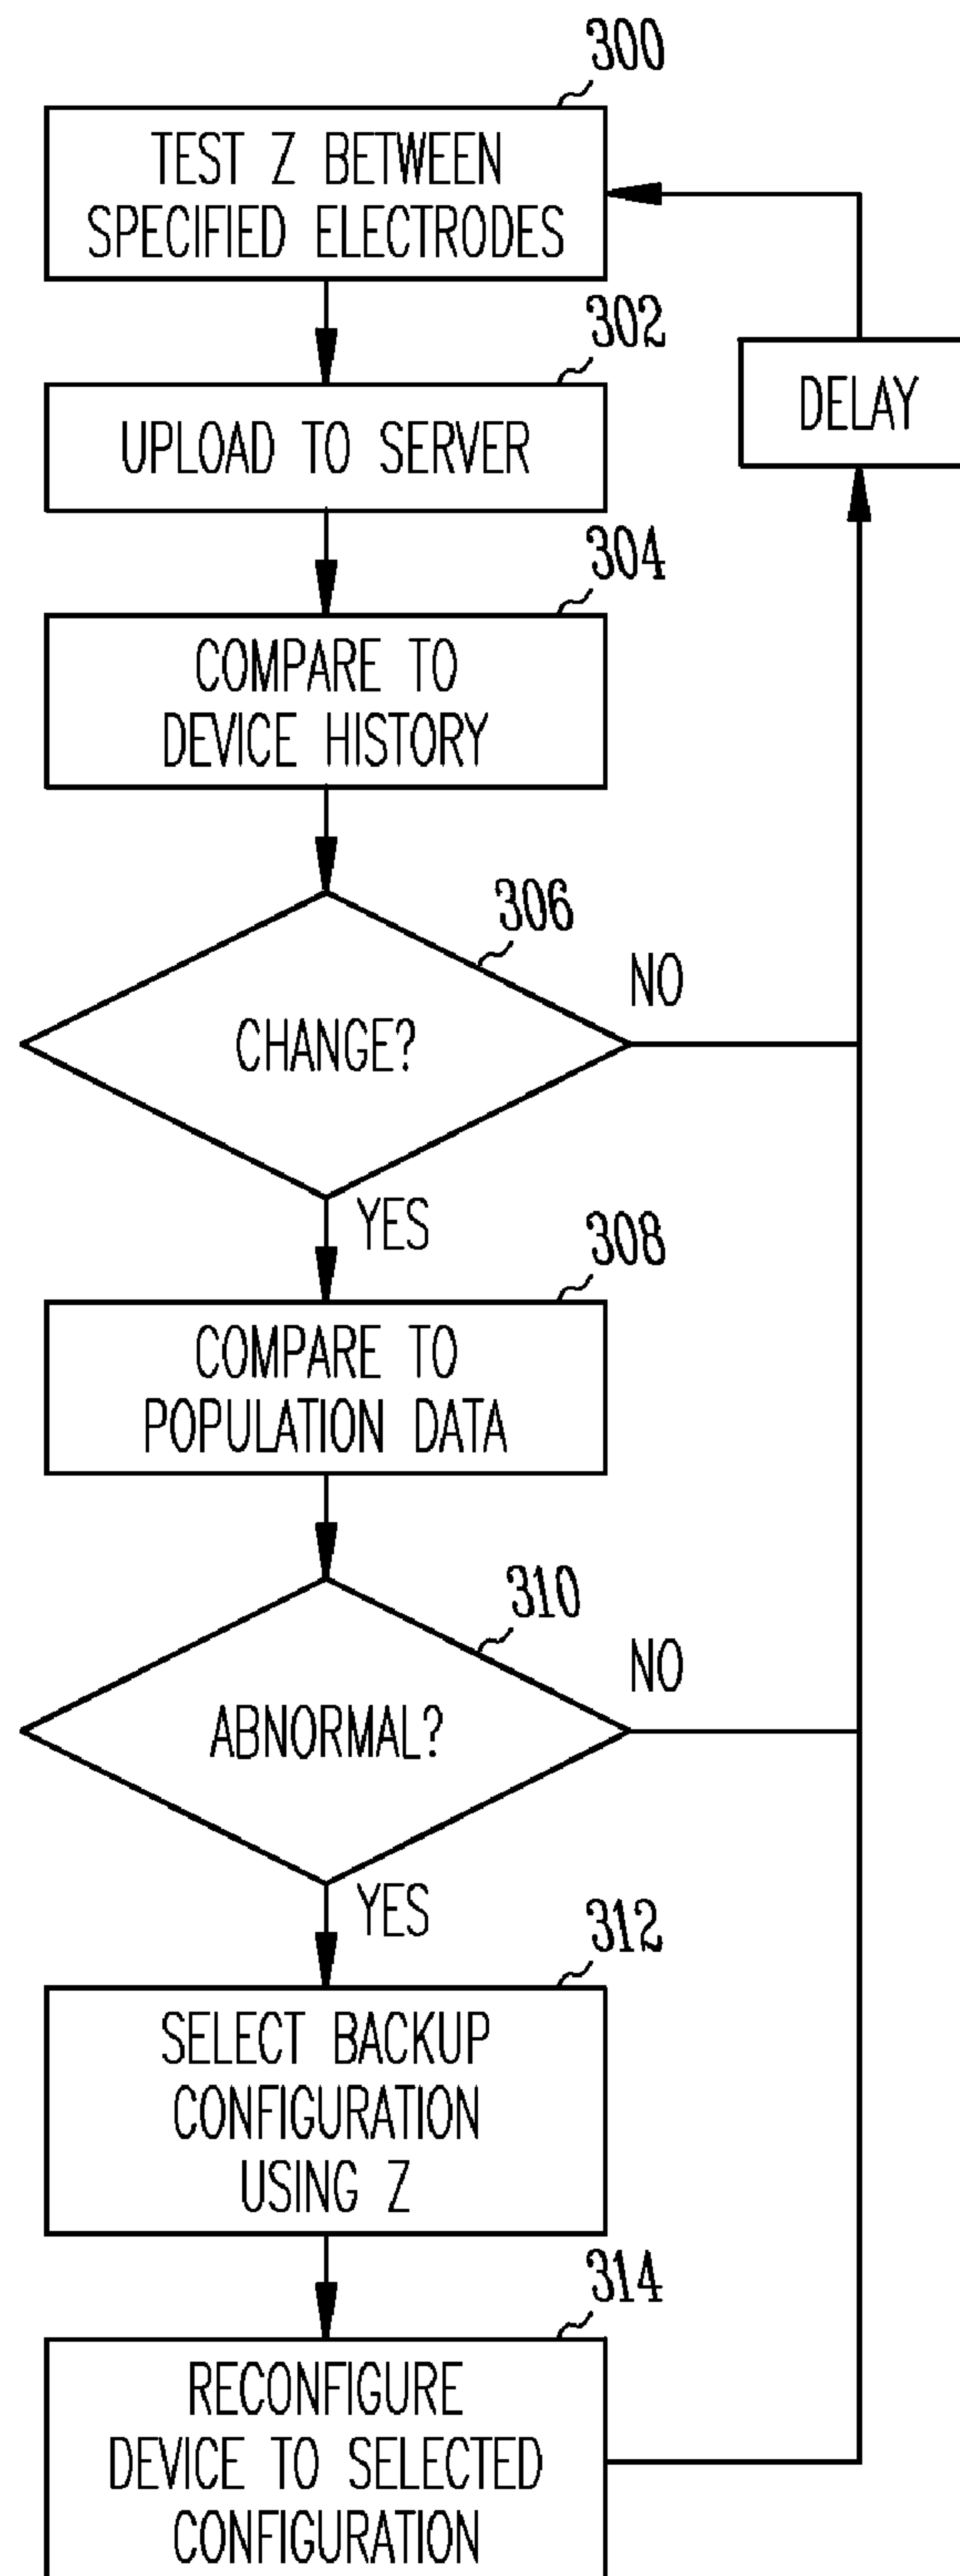 300
TEST Z BETWEEN
SPECIFIED ELECTRODES
302
UPLOAD TO SERVER
DELAY
304
COMPARE TO
DEVICE HISTORY
306
NO
CHANGE?
YES
308
COMPARE TO
POPULATION DATA
310
NO
ABNORMAL?
YES
312
SELECT BACKUP
CONFIGURATION
USING Z
314
RECONFIGURE
DEVICE TO SELECTED
CONFIGURATION